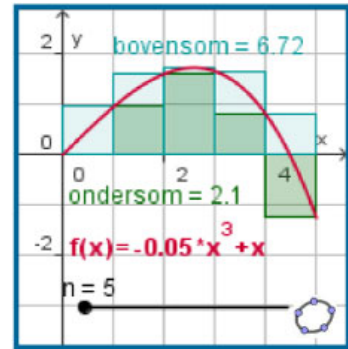 2
y
bovensom = 6.72
0
x
0
2
4
ondersom = 2.1
-2
f(x)=-0.05*x³+x
n = 5